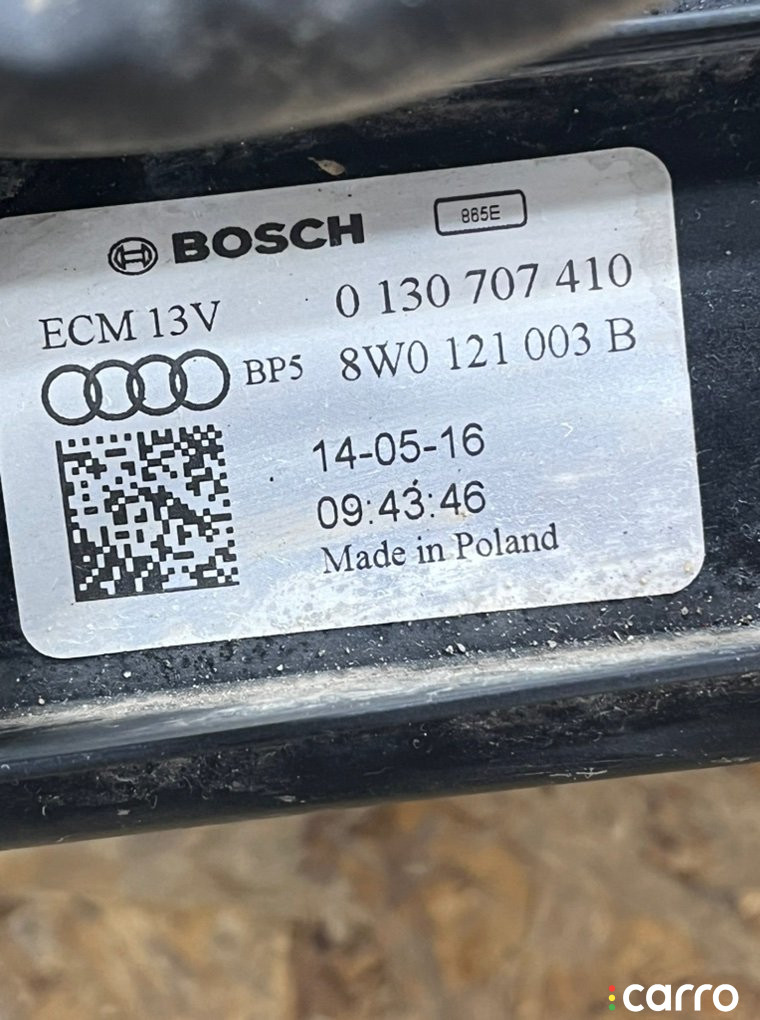 BOSCH 865E
ECM 13V 0 130 707 410
BP5 8W0 121 003 B
14-05-16
09:43:46
Made in Poland
carro